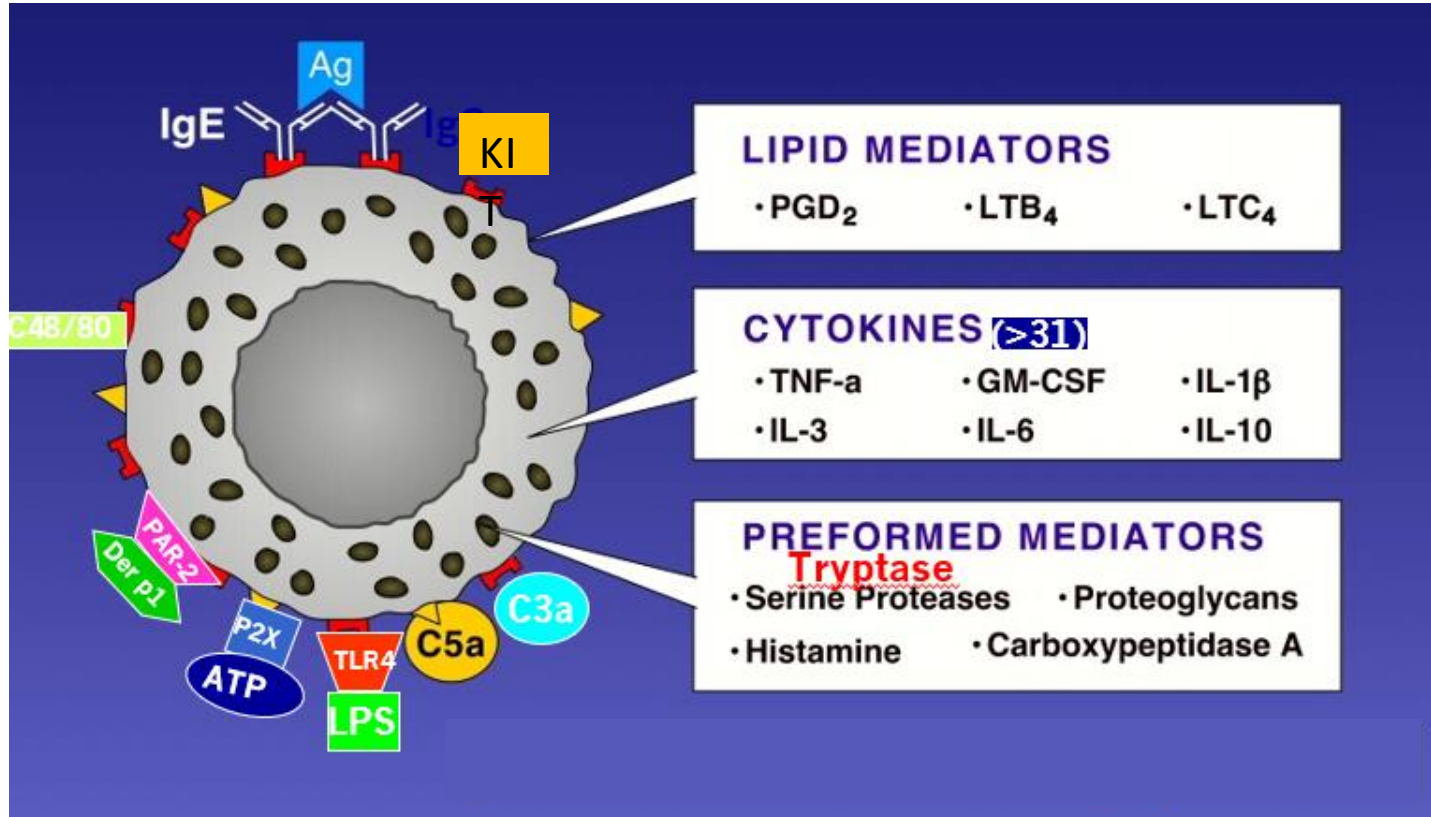 Ag
IgE
KI
T
C48/80
PAR-2
Der p1
P2X
ATP
TLR4
LPS
C5a
C3a
LIPID MEDIATORS
·PGD₂ ·LTB₄ ·LTC₄
CYTOKINES (>31)
·TNF-a ·GM-CSF ·IL-1β
·IL-3 ·IL-6 ·IL-10
PREFORMED MEDIATORS
Tryptase
·Serine Proteases ·Proteoglycans
·Histamine ·Carboxypeptidase A